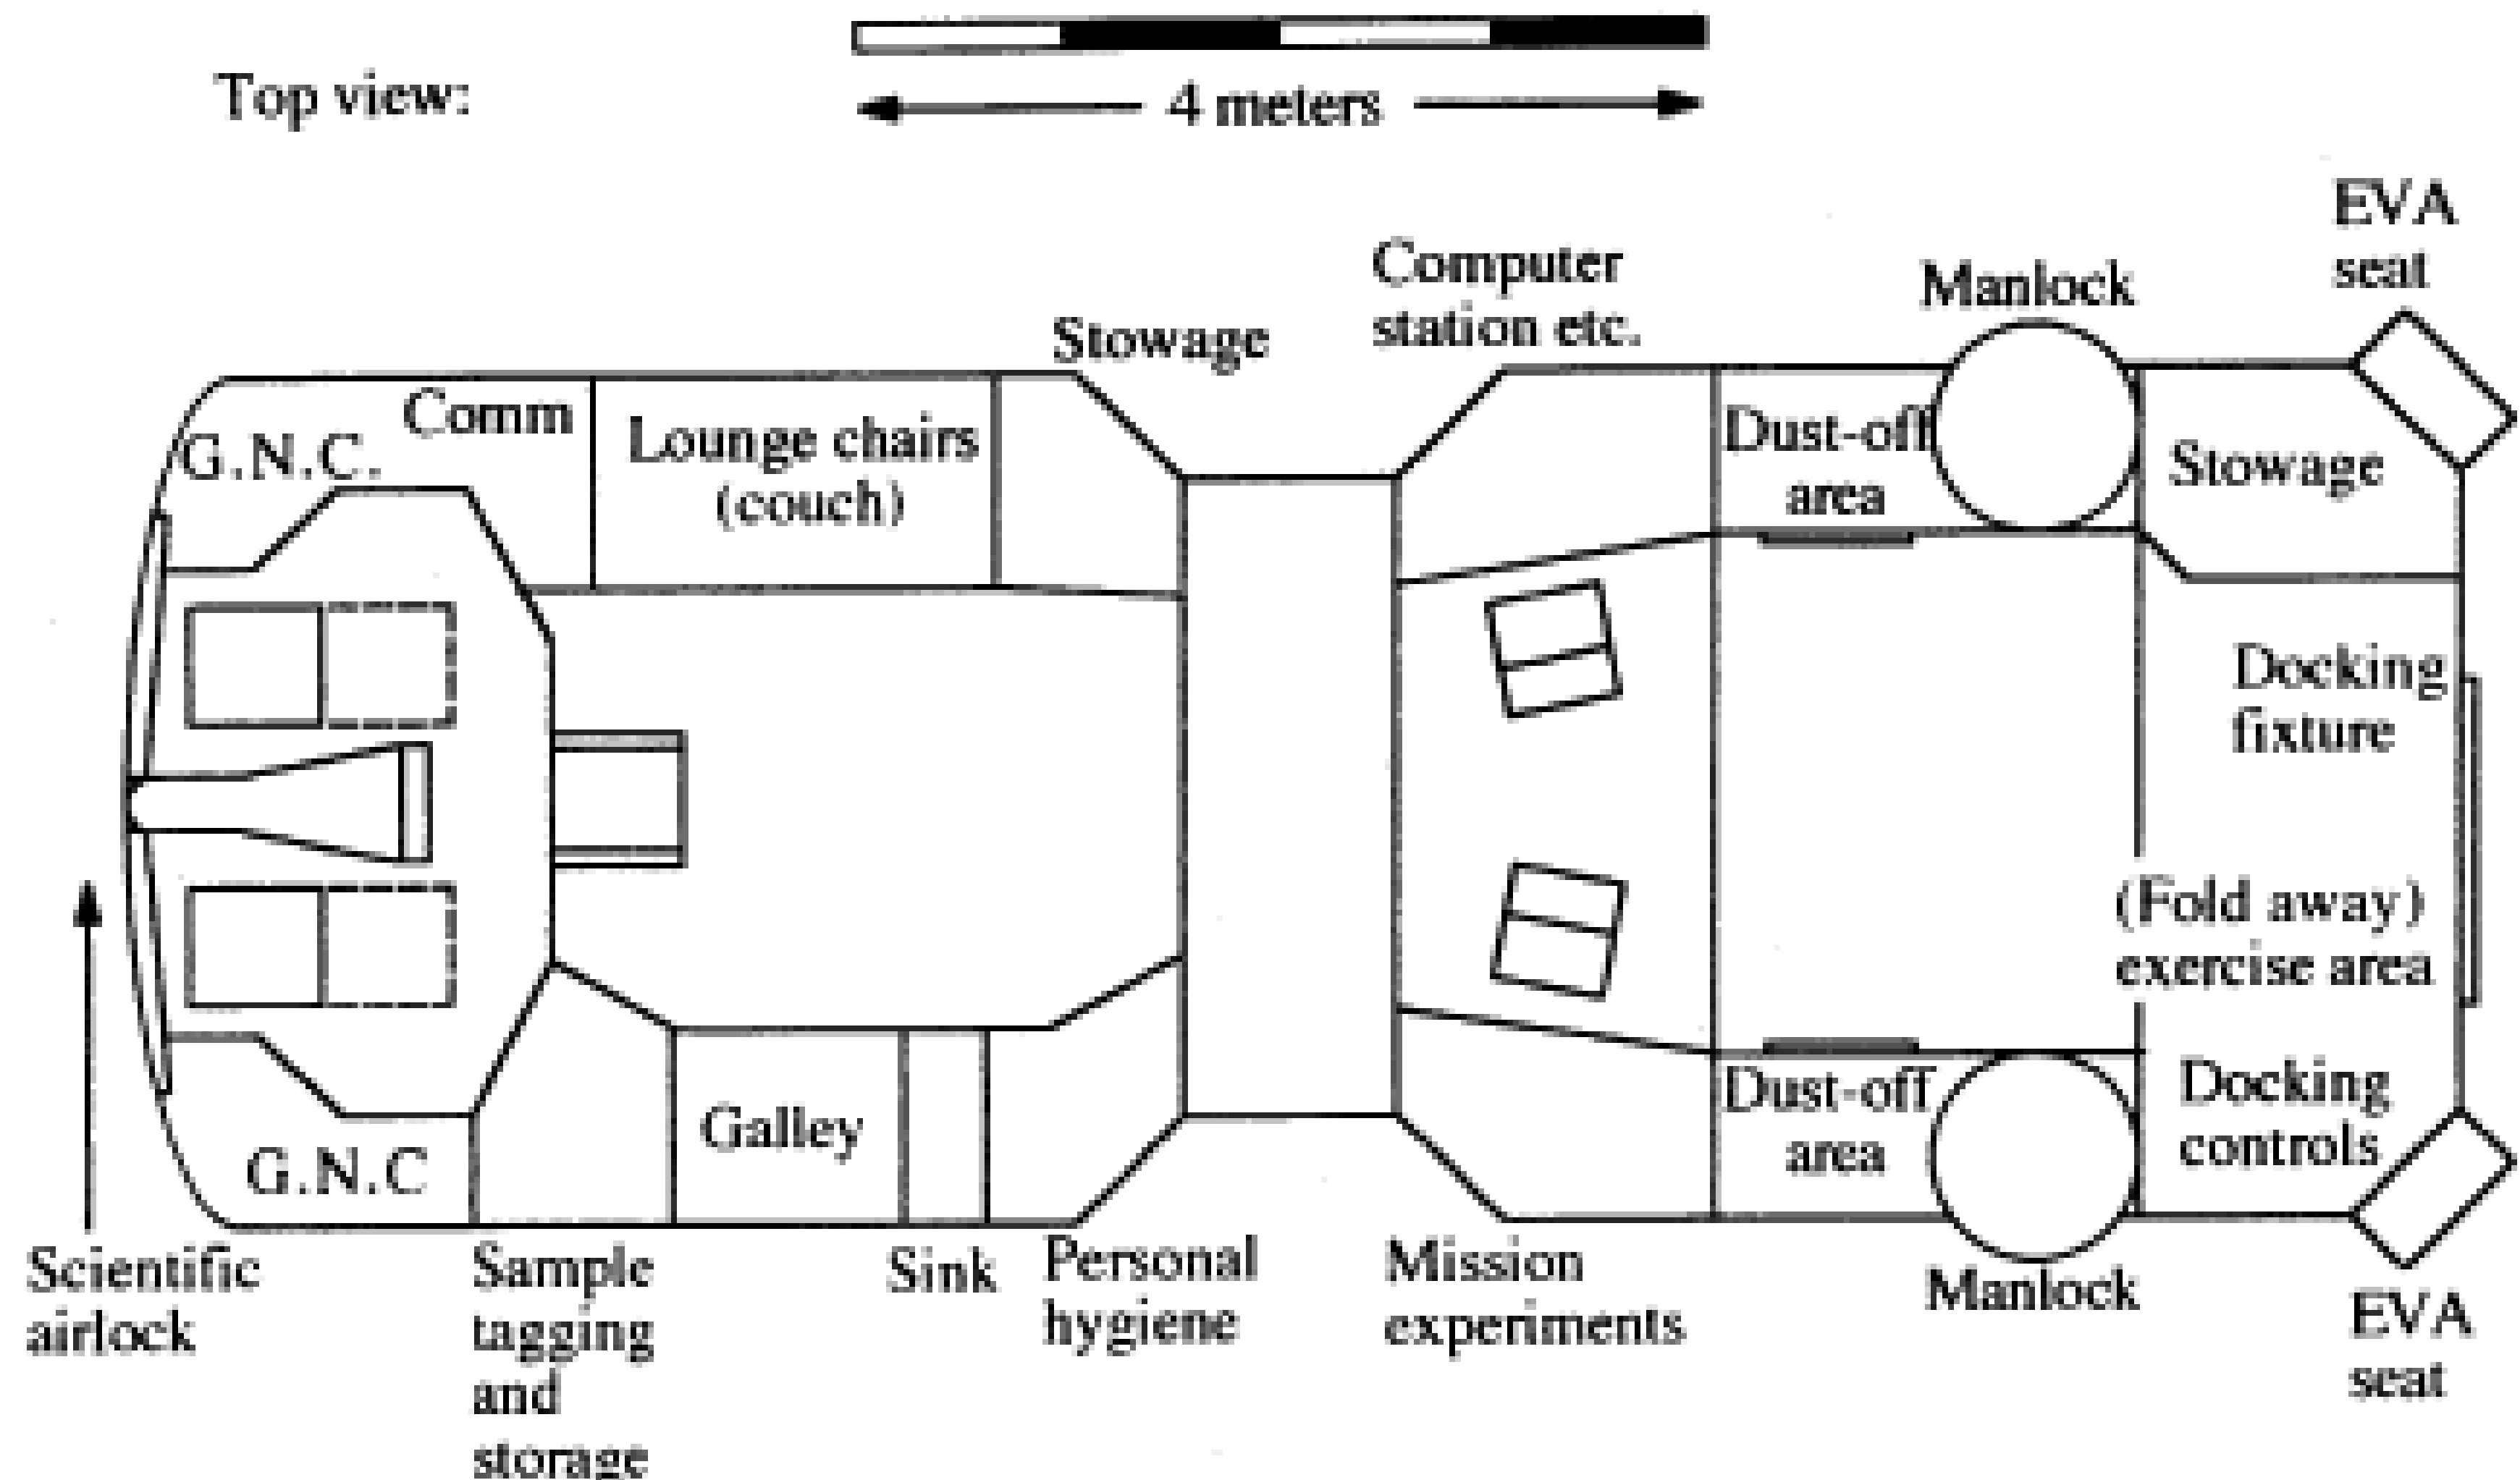 Top view:
4 meters
EVA
seat
Computer
station etc.
Manlock
Stowage
Comm
G.N.C.
Lounge chairs
(couch)
Dust-off
area
Stowage
Docking
fixture
(Fold away)
exercise area
Dust-off
area
Docking
controls
Galley
G.N.C
Scientific
airlock
Sample
tagging
and
storage
Sink
Personal
hygiene
Mission
experiments
Manlock
EVA
seat